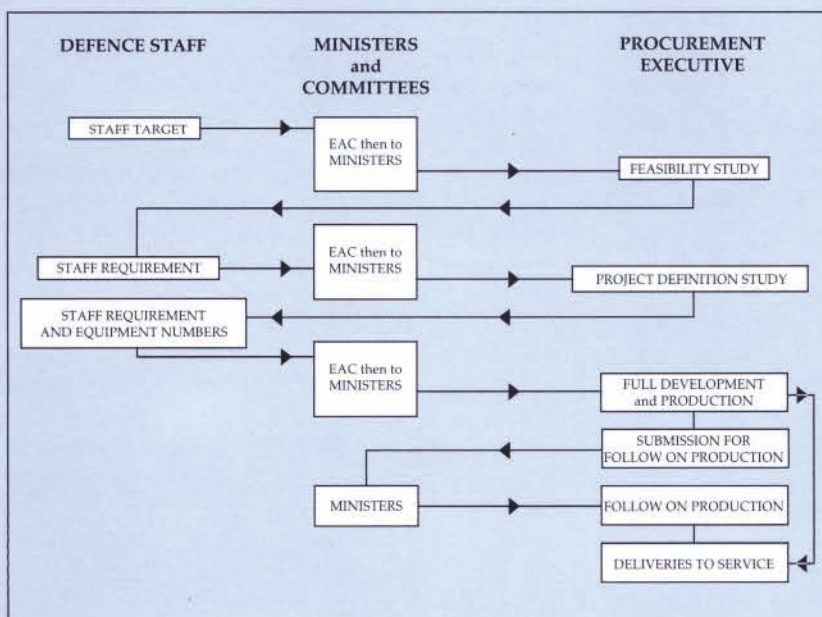 DEFENCE STAFF
MINISTERS
and
COMMITTEES
PROCUREMENT
EXECUTIVE
STAFF TARGET
EAC then to
MINISTERS
FEASIBILITY STUDY
STAFF REQUIREMENT
EAC then to
MINISTERS
PROJECT DEFINITION STUDY
STAFF REQUIREMENT
AND EQUIPMENT NUMBERS
EAC then to
MINISTERS
FULL DEVELOPMENT
and PRODUCTION
SUBMISSION FOR
FOLLOW ON PRODUCTION
MINISTERS
FOLLOW ON PRODUCTION
DELIVERIES TO SERVICE